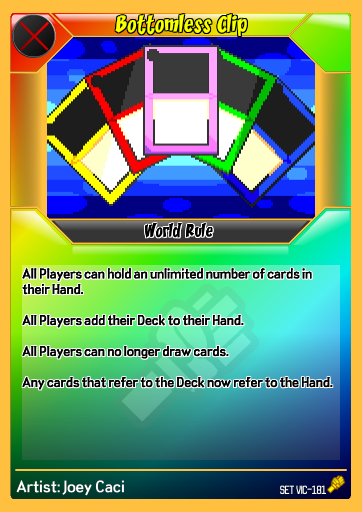 Bottomless Clip
World Rule
All Players can hold an unlimited number of cards in
their Hand.
All Players add their Deck to their Hand.
All Players can no longer draw cards.
Any cards that refer to the Deck now refer to the Hand.
Artist: Joey Caci
SET VIC-181